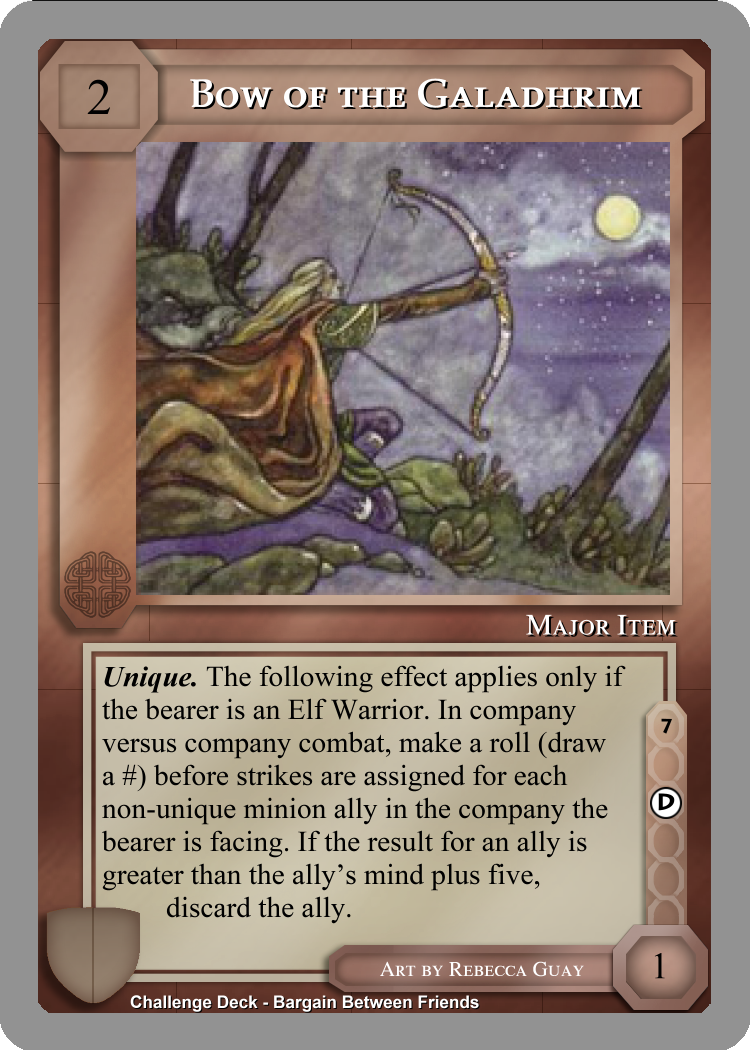 2
Bow of the Galadhrim
Major Item
Unique. The following effect applies only if
the bearer is an Elf Warrior. In company
versus company combat, make a roll (draw
a #) before strikes are assigned for each
non-unique minion ally in the company the
bearer is facing. If the result for an ally is
greater than the ally’s mind plus five,
discard the ally.
7
D
Art by Rebecca Guay
1
Challenge Deck - Bargain Between Friends